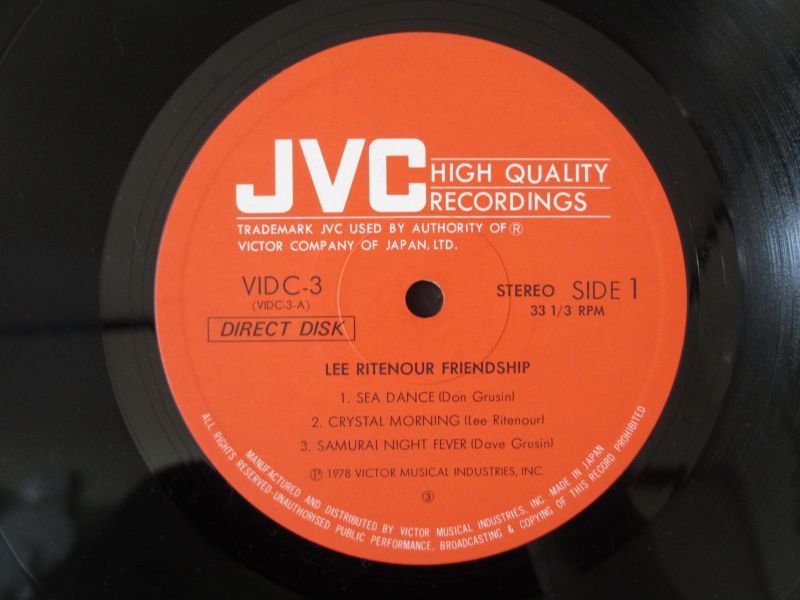 JVC HIGH QUALITY
RECORDINGS
TRADEMARK JVC USED BY AUTHORITY OF ®
VICTOR COMPANY OF JAPAN, LTD.
VIDC-3
(VIDC-3-A)
DIRECT DISK
STEREO SIDE 1
33 1/3 RPM
LEE RITENOUR FRIENDSHIP
1. SEA DANCE (Don Grusin)
2. CRYSTAL MORNING (Lee Ritenour)
3. SAMURAI NIGHT FEVER (Dave Grusin)
℗ 1978 VICTOR MUSICAL INDUSTRIES, INC
③
MANUFACTURED AND DISTRIBUTED BY VICTOR MUSICAL INDUSTRIES, INC. MADE IN JAPAN
ALL RIGHTS RESERVED-UNAUTHORISED PUBLIC PERFORMANCE, BROADCASTING & COPYING OF THIS RECORD PROHIBITED